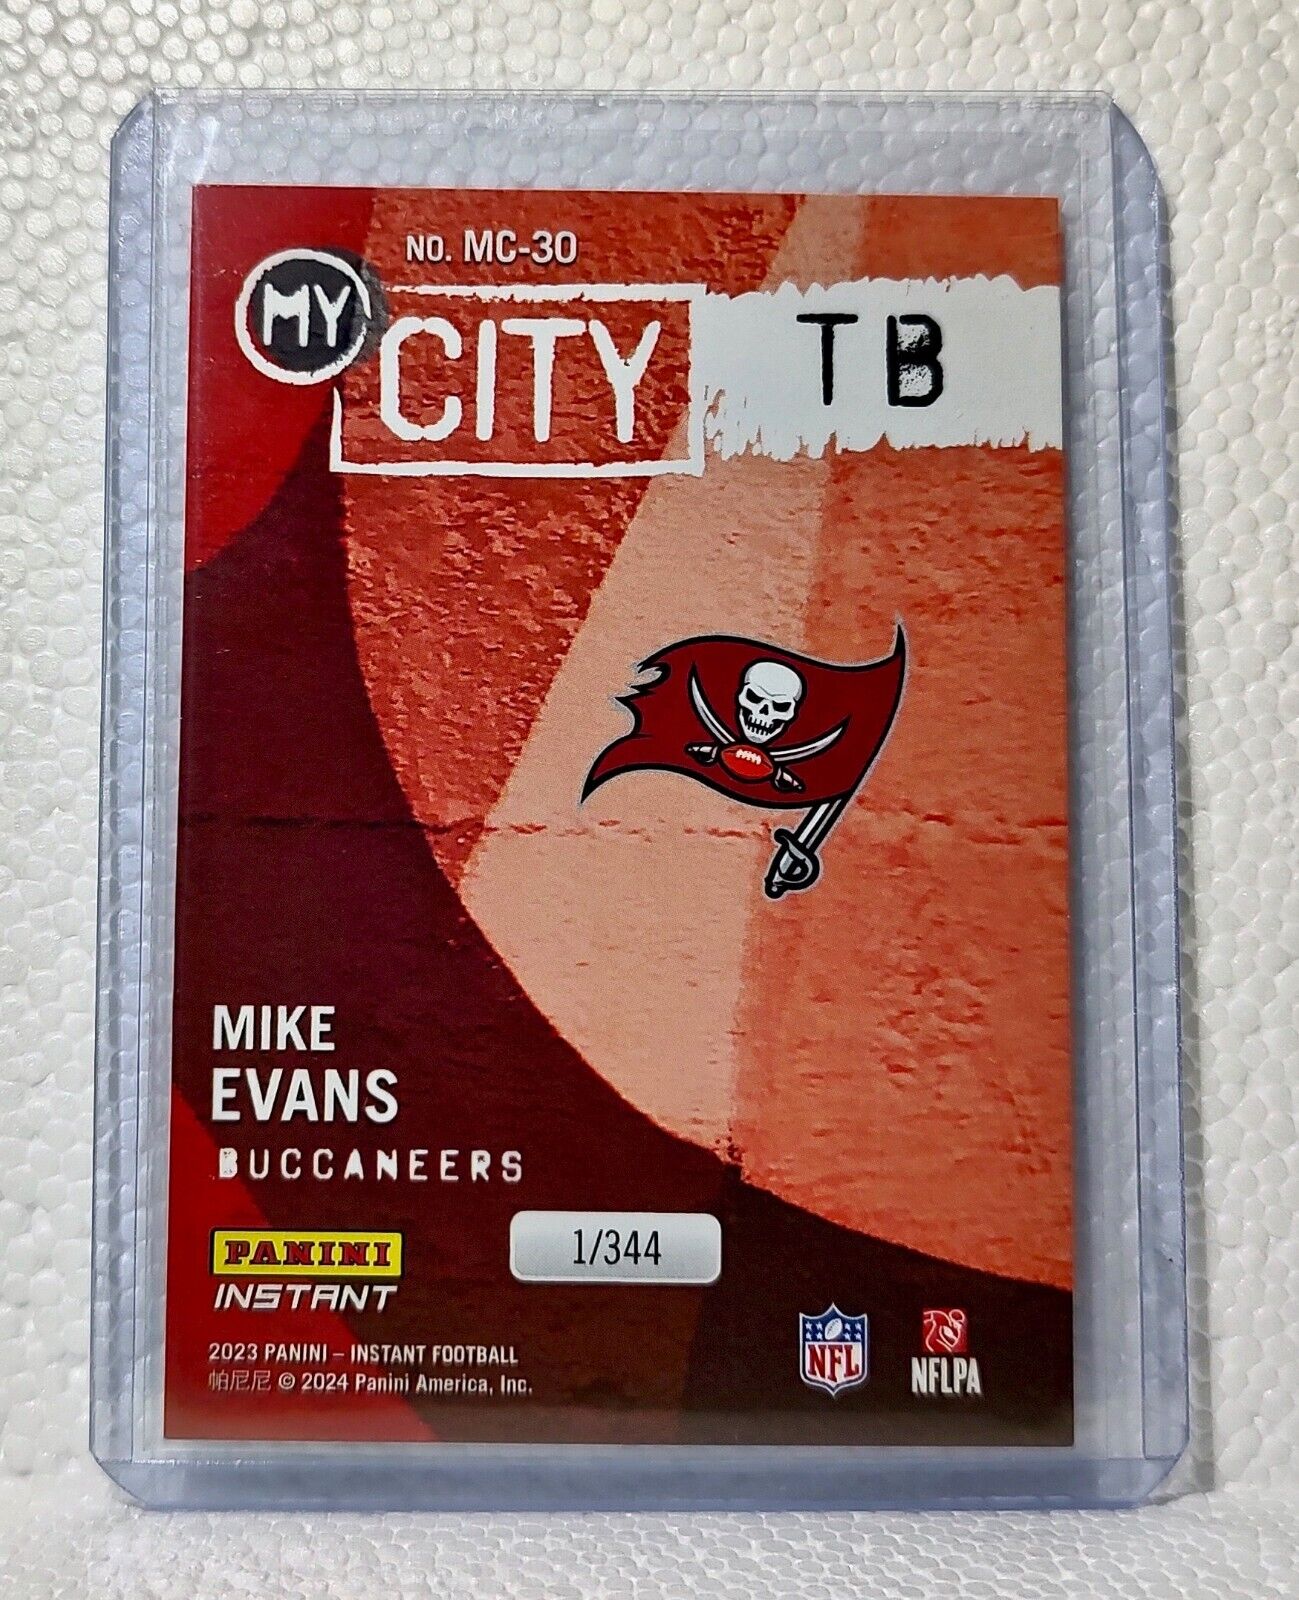 NO. MC-30
MY CITY TB
MIKE
EVANS
BUCCANEERS
1/344
PANINI
INSTANT
2023 PANINI – INSTANT FOOTBALL
帕尼尼 © 2024 Panini America, Inc.
NFL
NFLPA